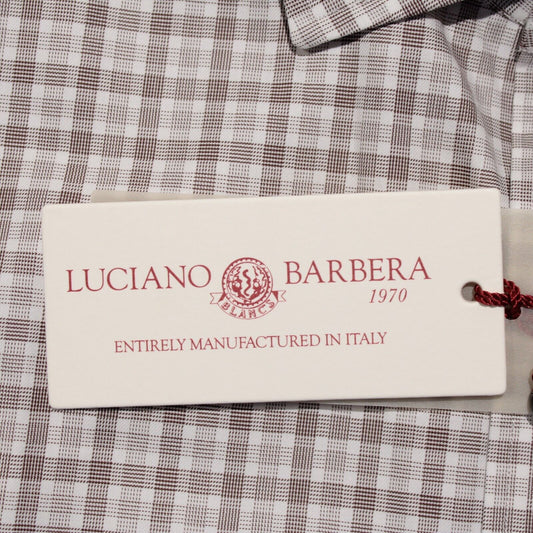 LUCIANO BARBERA
1970
BLANCS
ENTIRELY MANUFACTURED IN ITALY